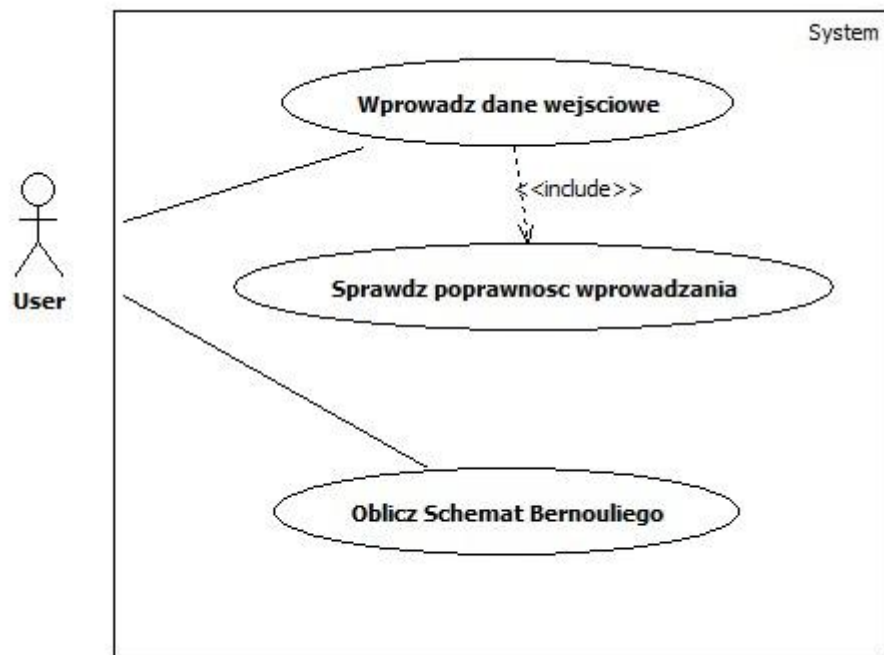 System
Wprowadz dane wejsciowe
<<include>>
Sprawdz poprawnosc wprowadzania
User
Oblicz Schemat Bernouliego